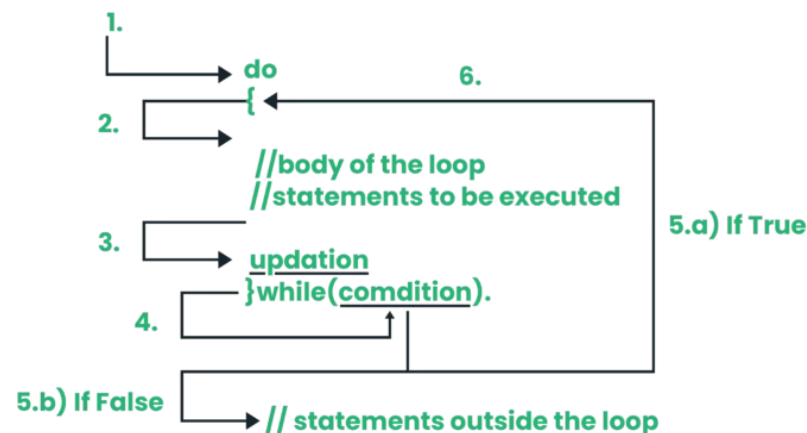 1.
do
6.
{
2.
//body of the loop
//statements to be executed
5.a) If True
3.
updation
}while(comdition).
4.
5.b) If False
// statements outside the loop